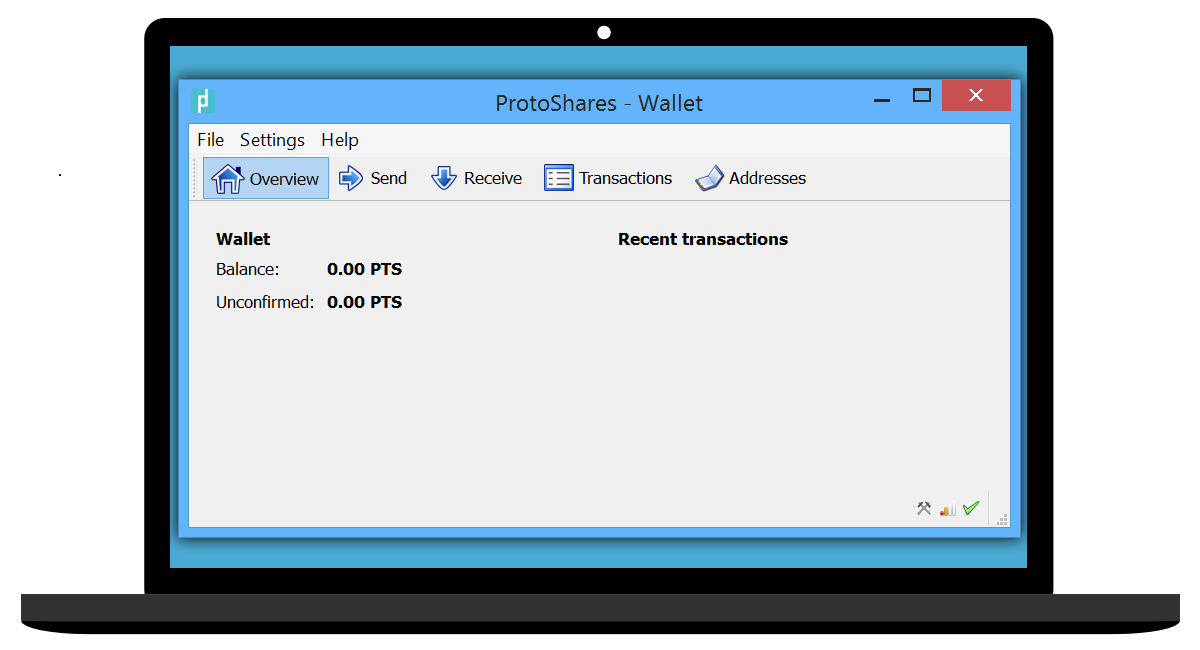 ProtoShares - Wallet
File Settings Help
Overview Send Receive Transactions Addresses
Wallet Recent transactions
Balance: 0.00 PTS
Unconfirmed: 0.00 PTS